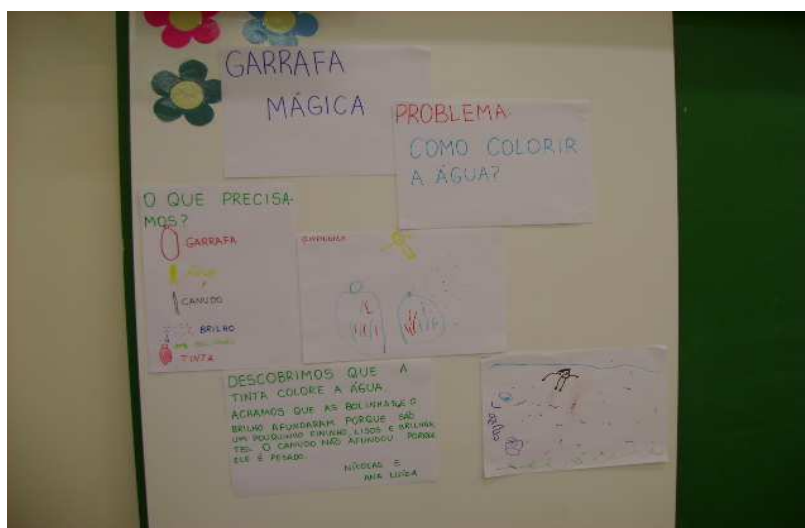 GARRAFA
MÁGICA
PROBLEMA.
COMO COLORIR
A ÁGUA?
O QUE PRECISA-
MOS?
GARRAFA
CANUDO
BRILHO
TINTA
DESCOBRIMOS QUE A
TINTA COLORE A ÁGUA.
ACHAMOS QUE AS BOLINHAS E O
BRILHO AFUNDARAM PORQUE SÃO
UM POUQUINHO FININHO, LISOS E BRILHAN
TES. O CANUDO NÃO AFUNDOU PORQUE
ELE É PESADO.
NÍCOLAS E
ANA LUÍZA